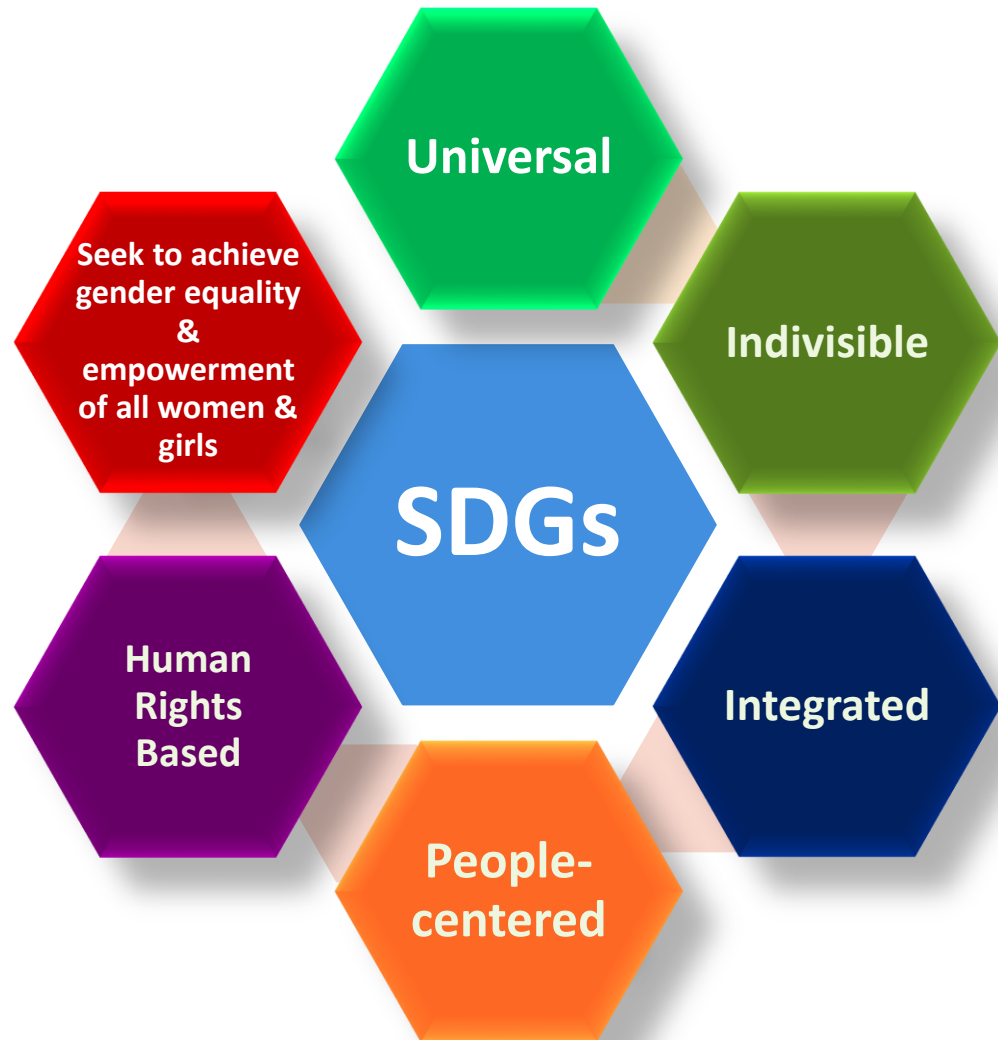 Universal
Seek to achieve
gender equality
&
empowerment
of all women &
girls
Indivisible
SDGs
Human
Rights
Based
Integrated
People-
centered